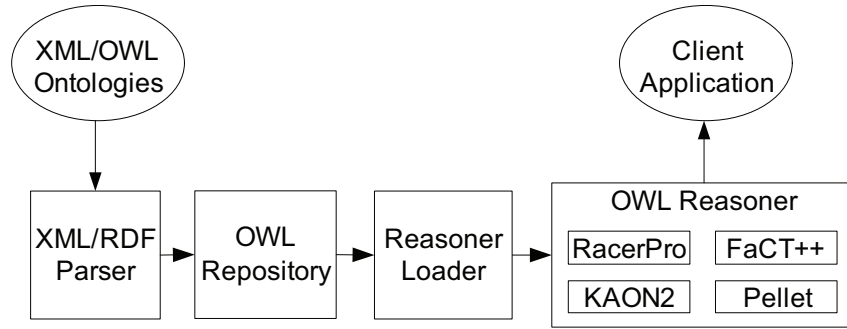 XML/OWL
Ontologies
Client
Application
XML/RDF
Parser
OWL
Repository
Reasoner
Loader
OWL Reasoner
RacerPro
FaCT++
KAON2
Pellet